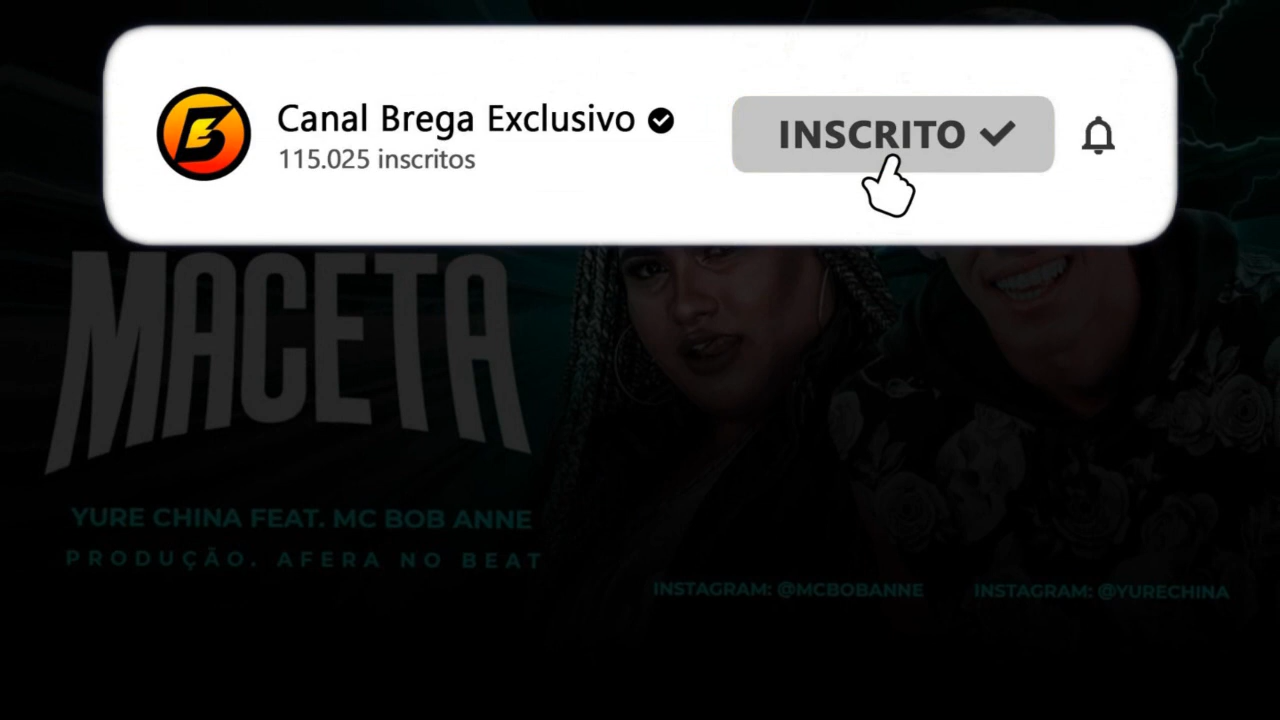 Canal Brega Exclusivo
115.025 inscritos
INSCRITO
MACETA
YURE CHINA FEAT. MC BOB ANNE
PRODUÇÃO. AFERA NO BEAT
INSTAGRAM: @MCBOBANNE
INSTAGRAM: @YURECHINA